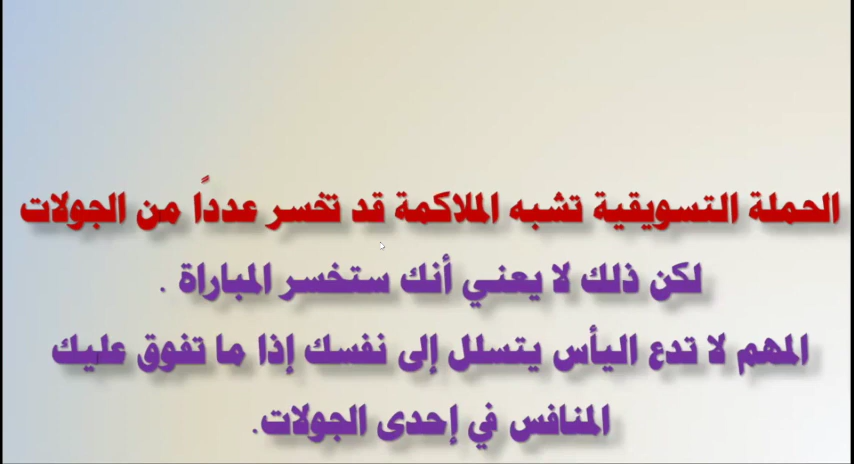 الحملة التسويقية تشبه الملاكمة قد تخسر عدداً من الجولات
لكن ذلك لا يعني أنك ستخسر المباراة .
المهم لا تدع اليأس يتسلل إلى نفسك إذا ما تفوق عليك
المنافس في إحدى الجولات.